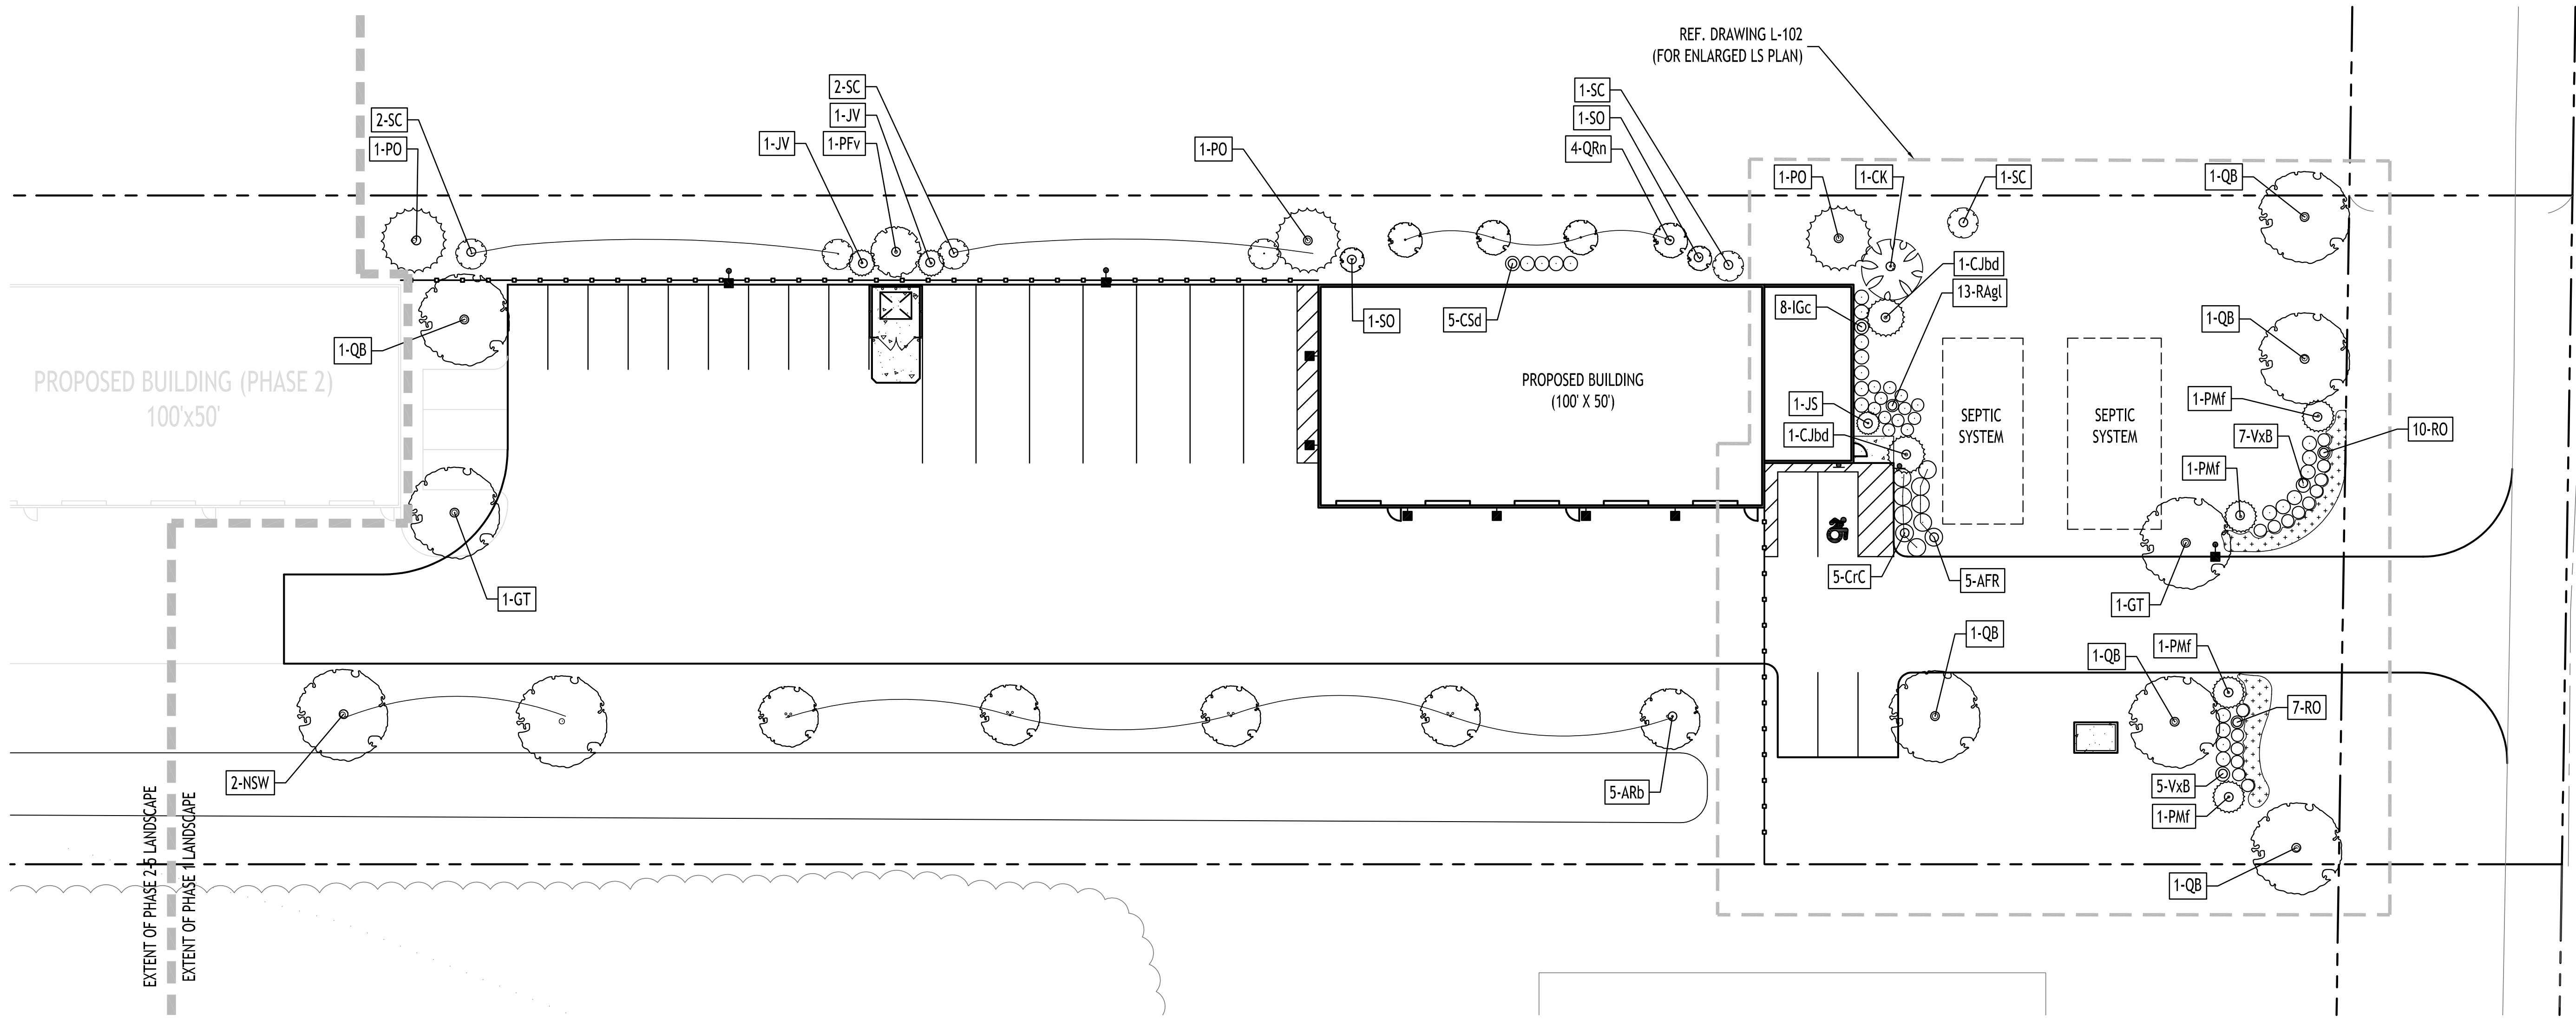 REF. DRAWING L-102
(FOR ENLARGED LS PLAN)
2-SC
1-PO
1-JV
2-SC
1-JV
1-PFv
1-PO
1-SC
1-SO
4-QRn
1-PO
1-CK
1-SC
1-QB
1-CJbd
13-RAgl
8-IGc
1-SO
5-CSd
1-QB
1-QB
PROPOSED BUILDING (PHASE 2)
100'x50'
PROPOSED BUILDING
(100' X 50')
1-JS
1-CJbd
SEPTIC
SYSTEM
SEPTIC
SYSTEM
1-PMf
7-VxB
10-RO
1-PMf
5-CrC
5-AFR
1-GT
1-GT
1-QB
1-QB
1-PMf
7-RO
2-NSW
5-ARb
5-VxB
1-PMf
1-QB
EXTENT OF PHASE 2-5 LANDSCAPE
EXTENT OF PHASE 1 LANDSCAPE